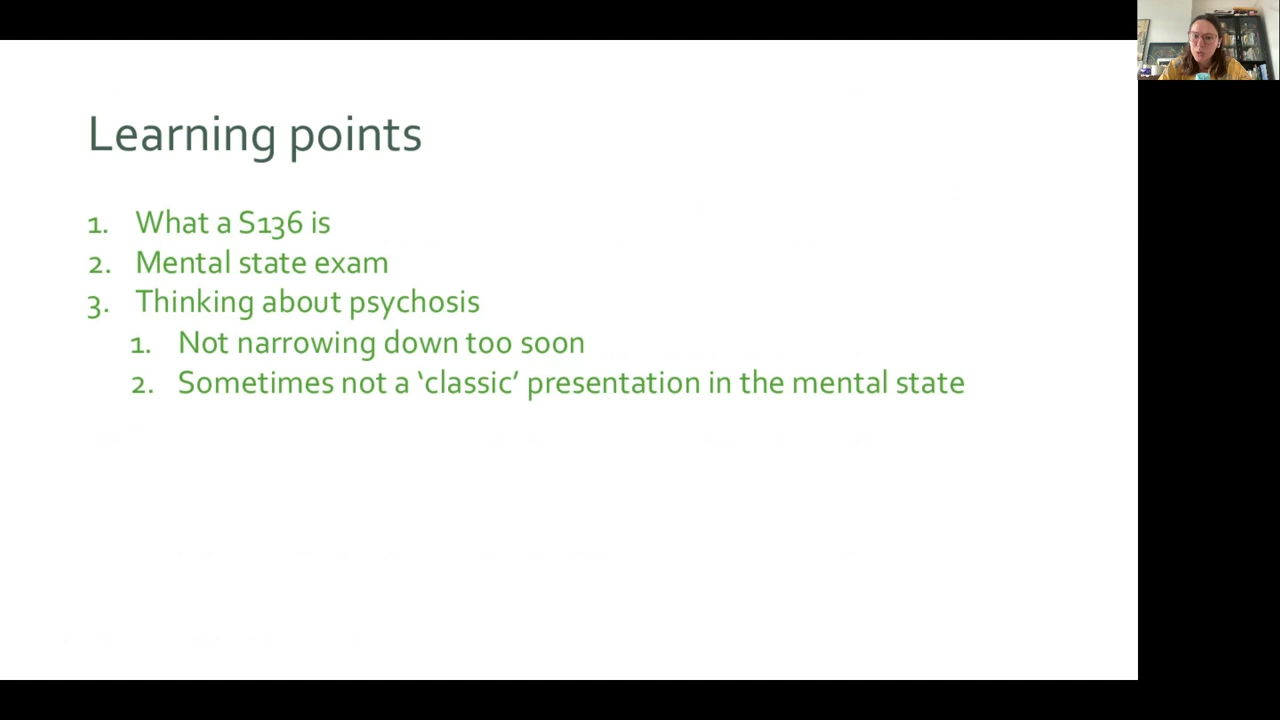 Learning points
1. What a S136 is
2. Mental state exam
3. Thinking about psychosis
1. Not narrowing down too soon
2. Sometimes not a ‘classic’ presentation in the mental state